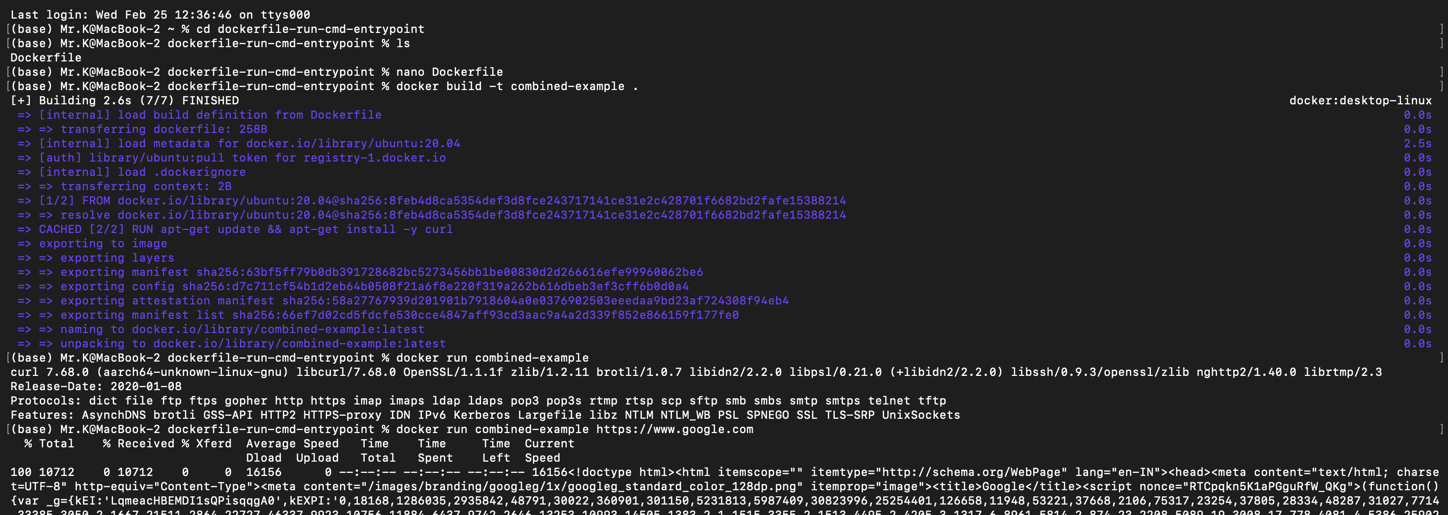 Last login: Wed Feb 25 12:36:46 on ttys000
[(base) Mr.K@MacBook-2 ~ % cd dockerfile-run-cmd-entrypoint ]
[(base) Mr.K@MacBook-2 dockerfile-run-cmd-entrypoint % ls ]
Dockerfile
[(base) Mr.K@MacBook-2 dockerfile-run-cmd-entrypoint % nano Dockerfile ]
[(base) Mr.K@MacBook-2 dockerfile-run-cmd-entrypoint % docker build -t combined-example . ]
[+] Building 2.6s (7/7) FINISHED docker:desktop-linux
=> [internal] load build definition from Dockerfile 0.0s
=> => transferring dockerfile: 258B 0.0s
=> [internal] load metadata for docker.io/library/ubuntu:20.04 2.5s
=> [auth] library/ubuntu:pull token for registry-1.docker.io 0.0s
=> [internal] load .dockerignore 0.0s
=> => transferring context: 2B 0.0s
=> [1/2] FROM docker.io/library/ubuntu:20.04@sha256:8feb4d8ca5354def3d8fce243717141ce31e2c428701f6682bd2fafe15388214 0.0s
=> => resolve docker.io/library/ubuntu:20.04@sha256:8feb4d8ca5354def3d8fce243717141ce31e2c428701f6682bd2fafe15388214 0.0s
=> CACHED [2/2] RUN apt-get update && apt-get install -y curl 0.0s
=> exporting to image 0.0s
=> => exporting layers 0.0s
=> => exporting manifest sha256:63bf5ff79b0db391728682bc5273456bb1be00830d2d266616efe99960062be6 0.0s
=> => exporting config sha256:d7c711cf54b1d2eb64b0508f21a6f8e220f319a262b616dbeb3ef3cff6b0d0a4 0.0s
=> => exporting attestation manifest sha256:58a27767939d201901b7918604a0e0376902503eeedaa9bd23af724308f94eb4 0.0s
=> => exporting manifest list sha256:66ef7d02cd5fdcfe530cce4847aff93cd3aac9a4a2d339f852e866159f177fe0 0.0s
=> => naming to docker.io/library/combined-example:latest 0.0s
=> => unpacking to docker.io/library/combined-example:latest 0.0s
[(base) Mr.K@MacBook-2 dockerfile-run-cmd-entrypoint % docker run combined-example ]
curl 7.68.0 (aarch64-unknown-linux-gnu) libcurl/7.68.0 OpenSSL/1.1.1f zlib/1.2.11 brotli/1.0.7 libidn2/2.2.0 libpsl/0.21.0 (+libidn2/2.2.0) libssh/0.9.3/openssl/zlib nghttp2/1.40.0 librtmp/2.3
Release-Date: 2020-01-08
Protocols: dict file ftp ftps gopher http https imap imaps ldap ldaps pop3 pop3s rtmp rtsp scp sftp smb smbs smtp smtps telnet tftp
Features: AsynchDNS brotli GSS-API HTTP2 HTTPS-proxy IDN IPv6 Kerberos Largefile libz NTLM NTLM_WB PSL SPNEGO SSL TLS-SRP UnixSockets
[(base) Mr.K@MacBook-2 dockerfile-run-cmd-entrypoint % docker run combined-example https://www.google.com ]
% Total % Received % Xferd Average Speed Time Time Time Current
Dload Upload Total Spent Left Speed
100 10712 0 10712 0 0 16156 0 --:--:-- --:--:-- --:--:-- 16156<!doctype html><html itemscope="" itemtype="http://schema.org/WebPage" lang="en-IN"><head><meta content="text/html; charse
t=UTF-8" http-equiv="Content-Type"><meta content="/images/branding/googleg/1x/googleg_standard_color_128dp.png" itemprop="image"><title>Google</title><script nonce="RTCpqkn5K1aPGguRfW_QKg">(function()
{var _g={kEI:'LqmeacHBEMDI1sQPisqqgA0',kEXPI:'0,18168,1286035,2935842,48791,30022,360901,301150,5231813,5987409,30823996,25254401,126658,11948,53221,37668,2106,75317,23254,37805,28334,48287,31027,7714